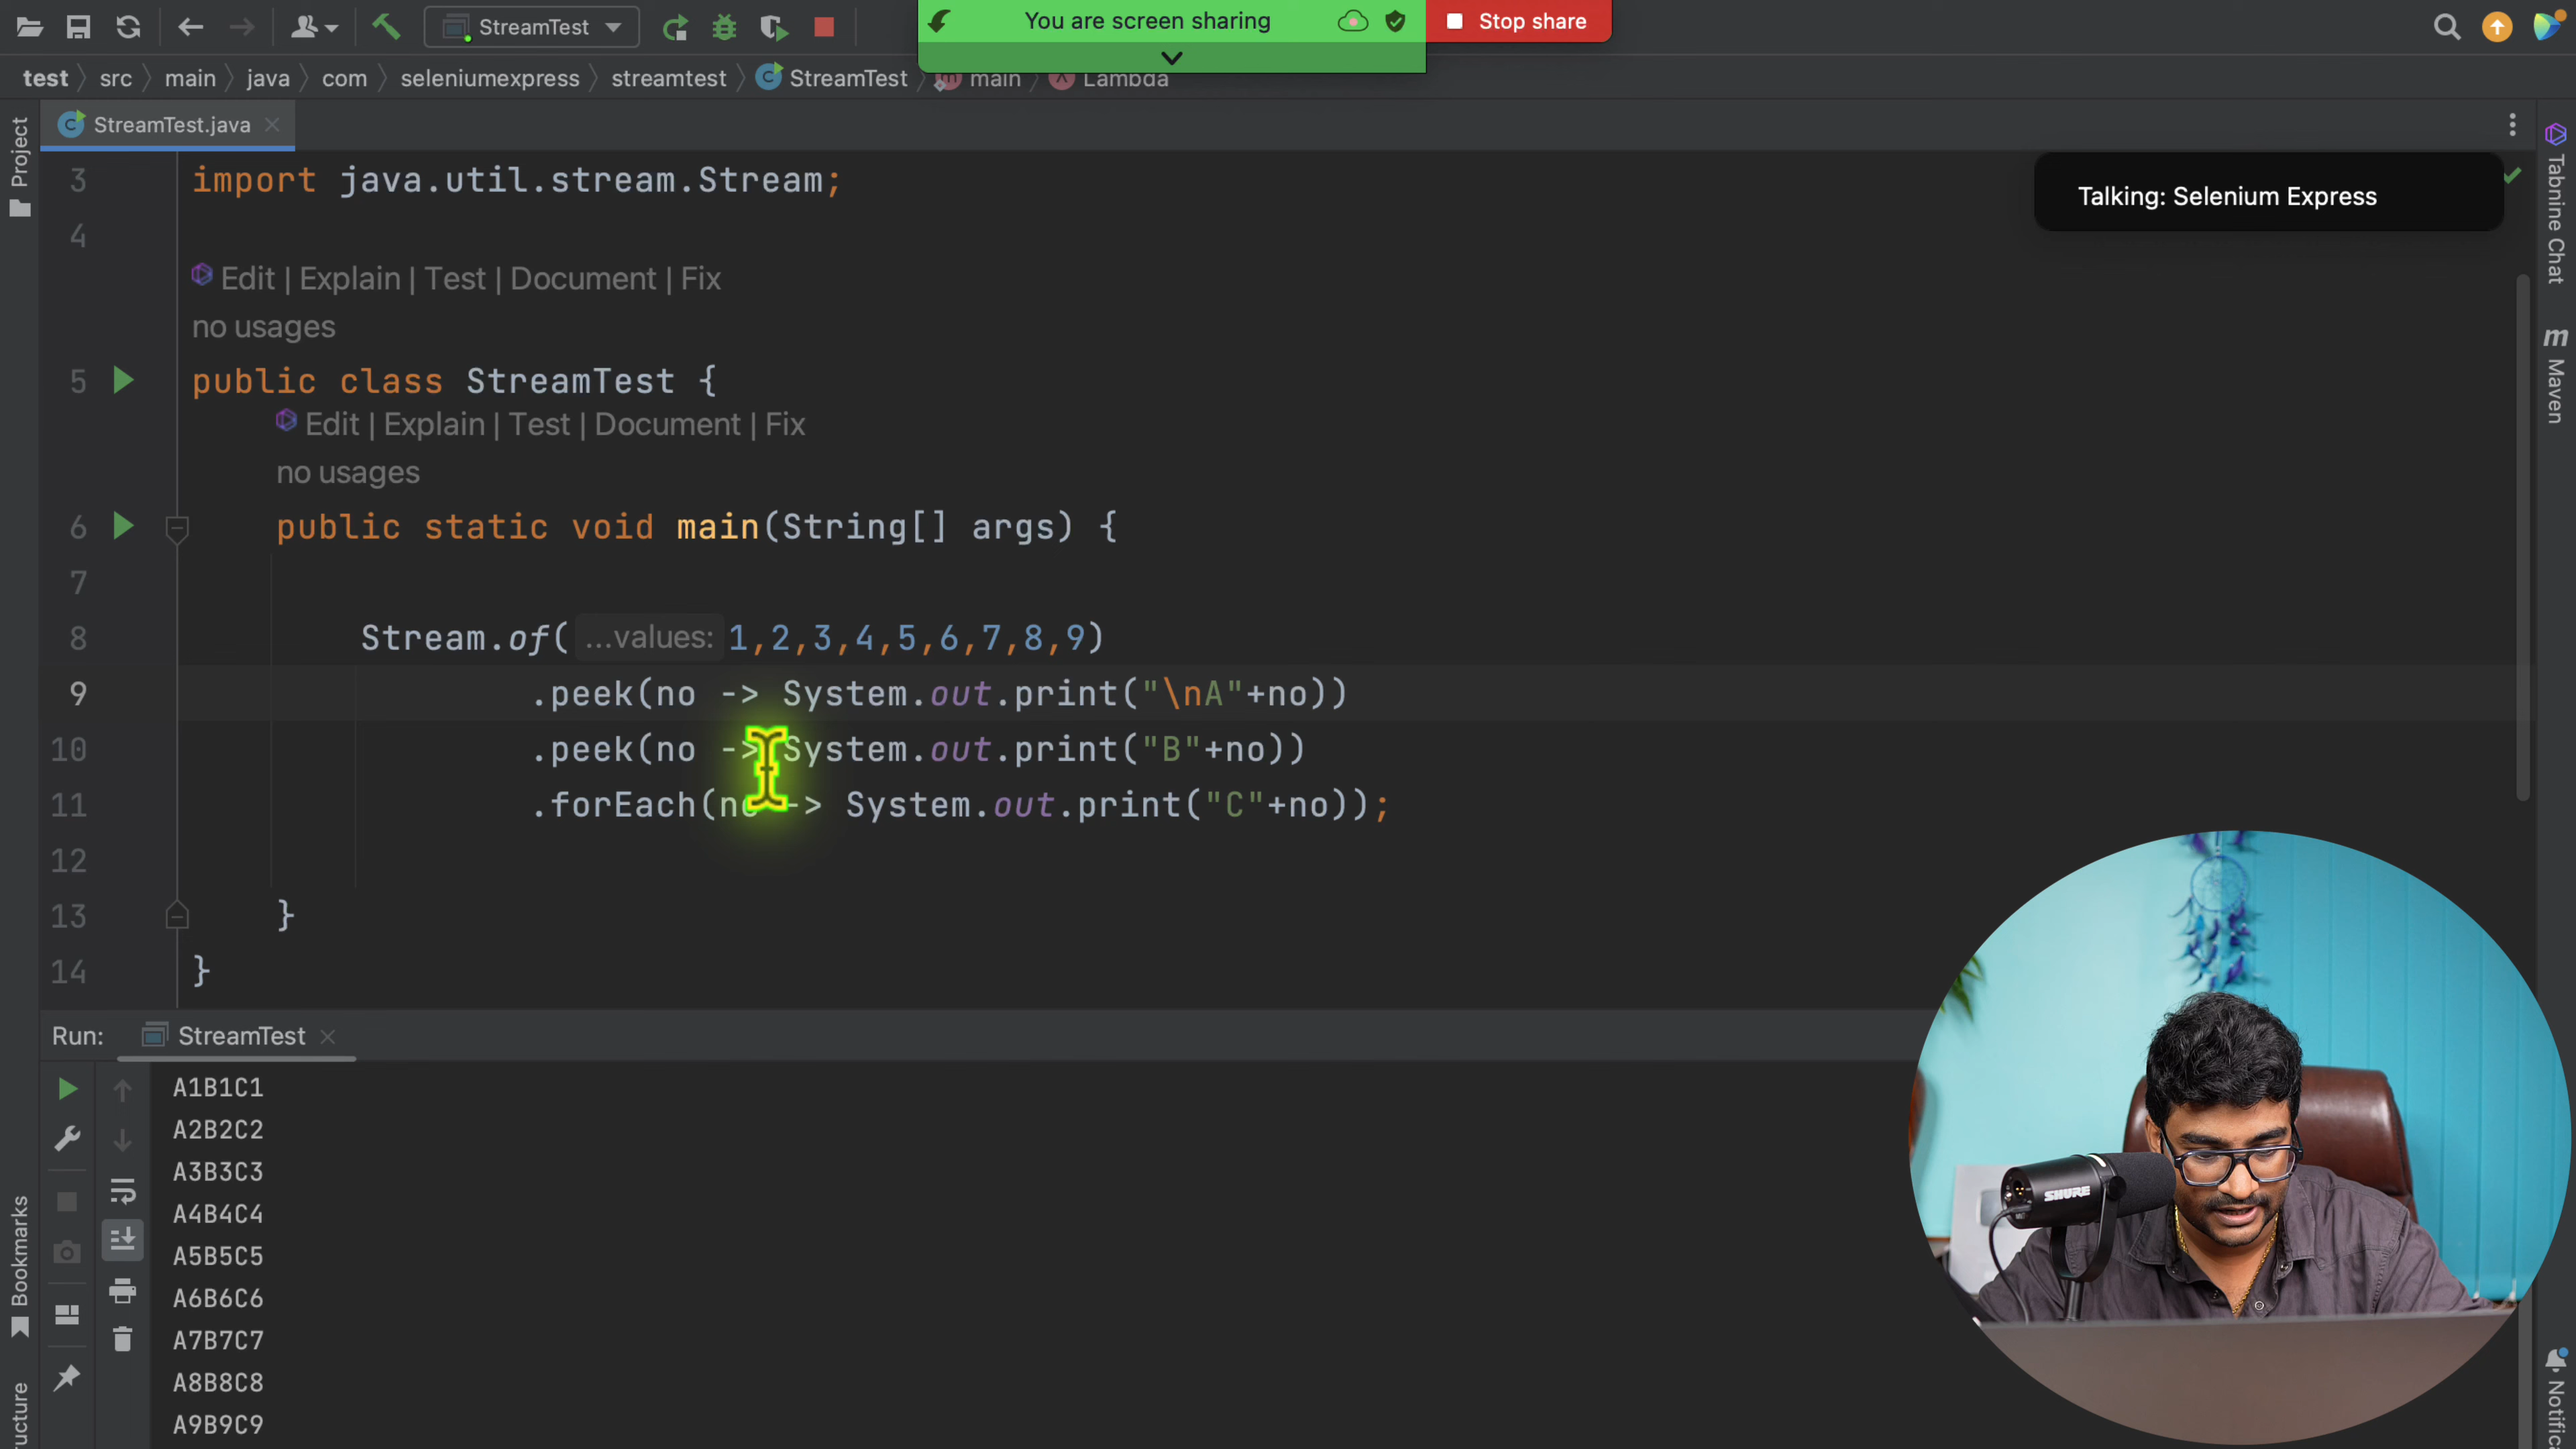 StreamTest
You are screen sharing
Stop share
test src main java com seleniumexpress streamtest StreamTest main Lambda
StreamTest.java
Project
Talking: Selenium Express
Tabnine Chat
Maven
3 import java.util.stream.Stream;
4
Edit | Explain | Test | Document | Fix
no usages
5 public class StreamTest {
Edit | Explain | Test | Document | Fix
no usages
6 public static void main(String[] args) {
7
8 Stream.of( ...values: 1,2,3,4,5,6,7,8,9)
9 .peek(no -> System.out.print("\nA"+no))
10 .peek(no -> System.out.print("B"+no))
11 .forEach(no -> System.out.print("C"+no));
12
13 }
14 }
Run: StreamTest
A1B1C1
A2B2C2
A3B3C3
A4B4C4
A5B5C5
A6B6C6
A7B7C7
A8B8C8
A9B9C9
Bookmarks
ucture
Notific
SHURE